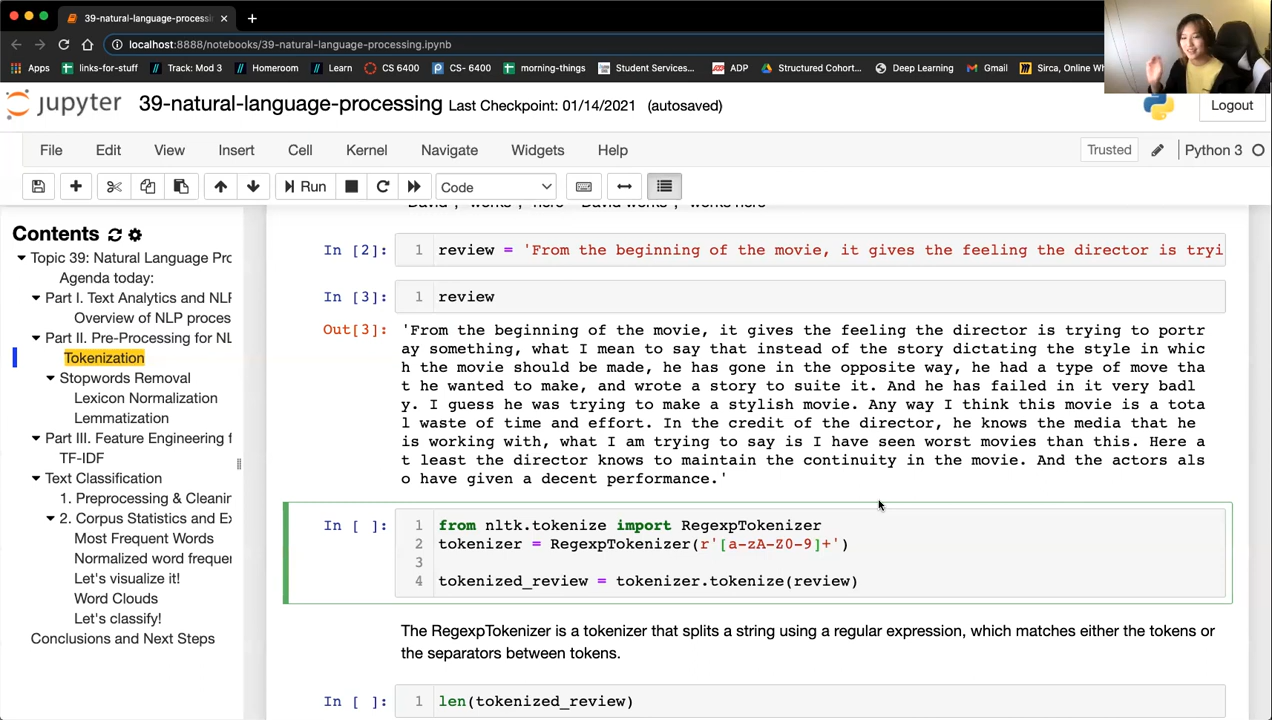 39-natural-language-processin
localhost:8888/notebooks/39-natural-language-processing.ipynb
Apps links-for-stuff Track: Mod 3 Homeroom Learn CS 6400 CS- 6400 morning-things Student Services... ADP Structured Cohort... Deep Learning Gmail Sirca, Online Wh
jupyter 39-natural-language-processing Last Checkpoint: 01/14/2021 (autosaved) Logout
File Edit View Insert Cell Kernel Navigate Widgets Help Trusted Python 3
Run Code
Contents
Topic 39: Natural Language Prc
Agenda today:
Part I. Text Analytics and NLF
Overview of NLP proces
Part II. Pre-Processing for NL
Tokenization
Stopwords Removal
Lexicon Normalization
Lemmatization
Part III. Feature Engineering f
TF-IDF
Text Classification
1. Preprocessing & Cleanir
2. Corpus Statistics and Ex
Most Frequent Words
Normalized word frequer
Let's visualize it!
Word Clouds
Let's classify!
Conclusions and Next Steps
In [2]: 1 review = 'From the beginning of the movie, it gives the feeling the director is tryi
In [3]: 1 review
Out[3]: 'From the beginning of the movie, it gives the feeling the director is trying to portr
ay something, what I mean to say that instead of the story dictating the style in whic
h the movie should be made, he has gone in the opposite way, he had a type of move tha
t he wanted to make, and wrote a story to suite it. And he has failed in it very badl
y. I guess he was trying to make a stylish movie. Any way I think this movie is a tota
l waste of time and effort. In the credit of the director, he knows the media that he
is working with, what I am trying to say is I have seen worst movies than this. Here a
t least the director knows to maintain the continuity in the movie. And the actors als
o have given a decent performance.'
In [ ]: 1 from nltk.tokenize import RegexpTokenizer
2 tokenizer = RegexpTokenizer(r'[a-zA-Z0-9]+')
3
4 tokenized_review = tokenizer.tokenize(review)
The RegexpTokenizer is a tokenizer that splits a string using a regular expression, which matches either the tokens or
the separators between tokens.
In [ ]: 1 len(tokenized_review)